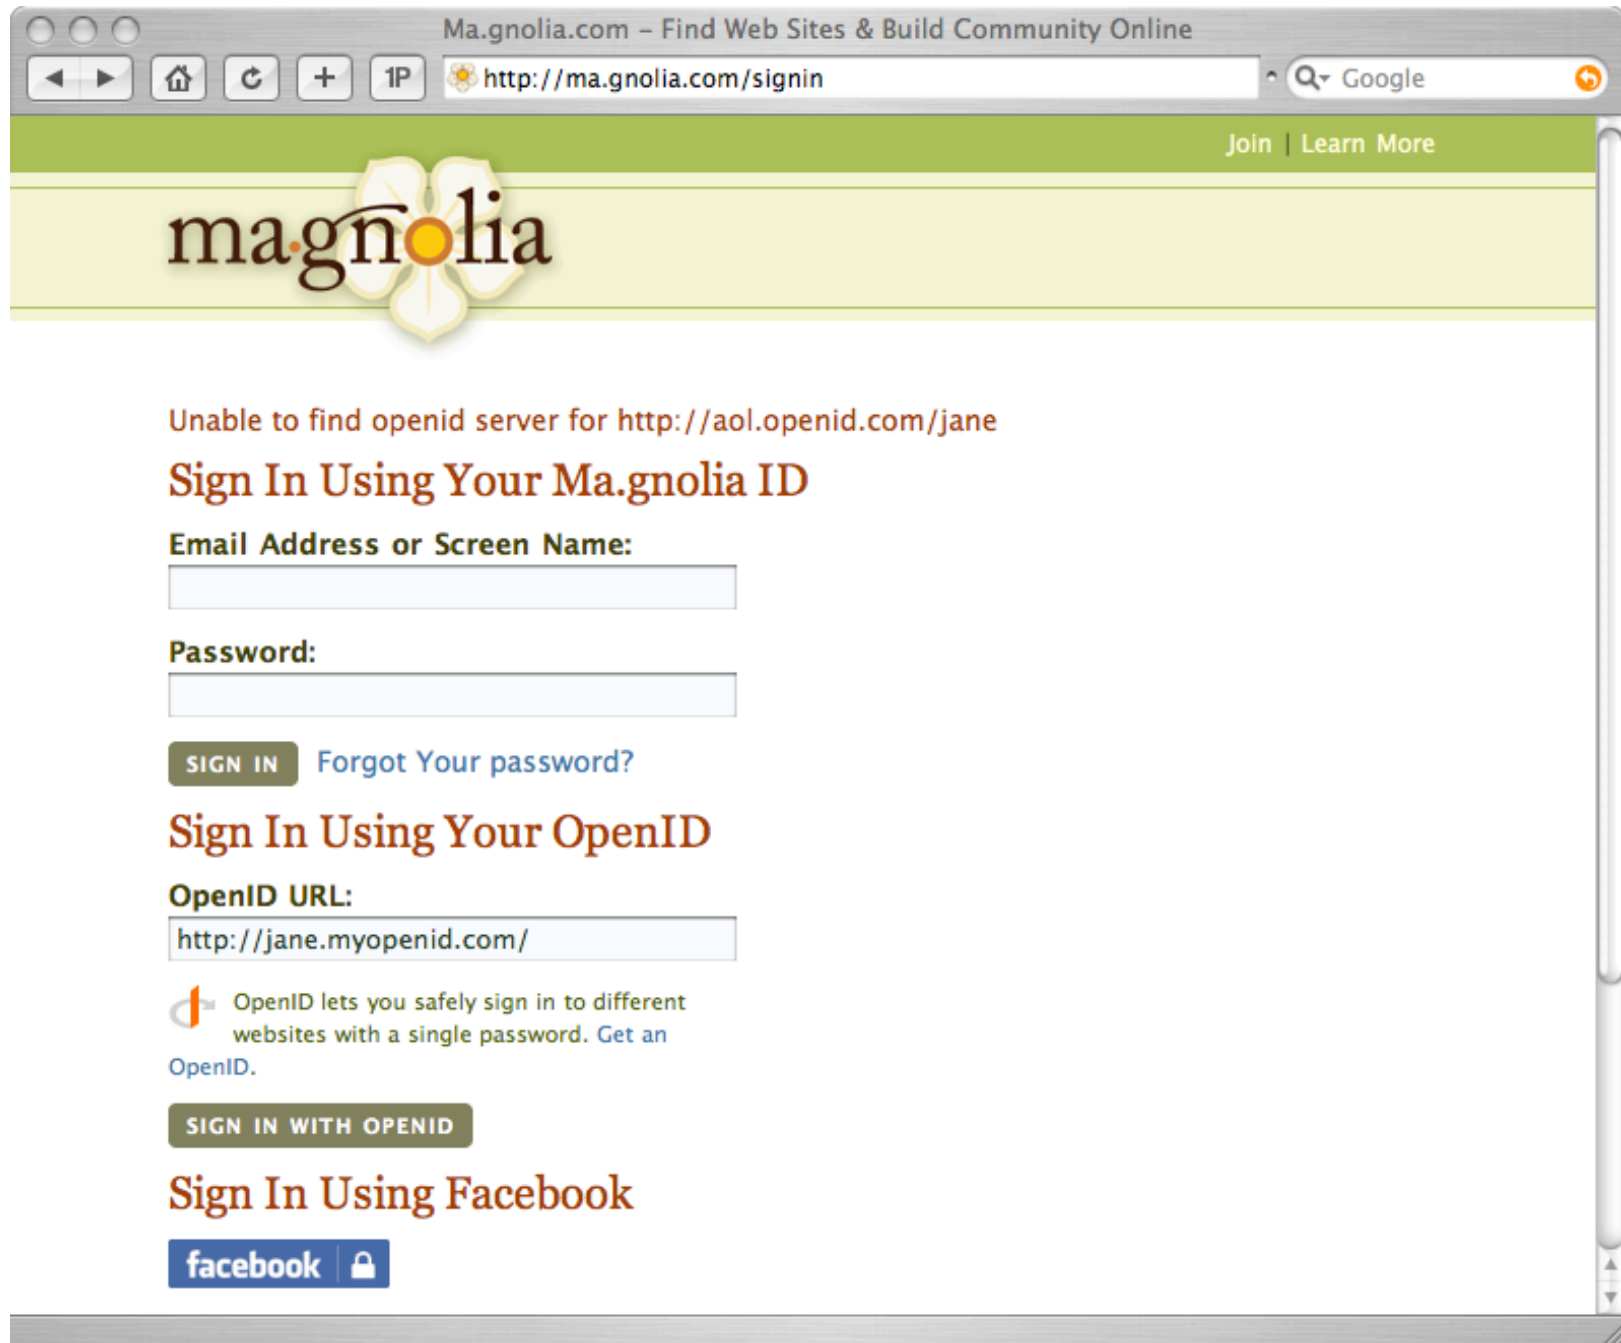 Ma.gnolia.com – Find Web Sites & Build Community Online
1P
http://ma.gnolia.com/signin
Google
Join | Learn More
ma.gnolia
Unable to find openid server for http://aol.openid.com/jane
Sign In Using Your Ma.gnolia ID
Email Address or Screen Name:
Password:
SIGN IN Forgot Your password?
Sign In Using Your OpenID
OpenID URL:
http://jane.myopenid.com/
OpenID lets you safely sign in to different
websites with a single password. Get an
OpenID.
SIGN IN WITH OPENID
Sign In Using Facebook
facebook